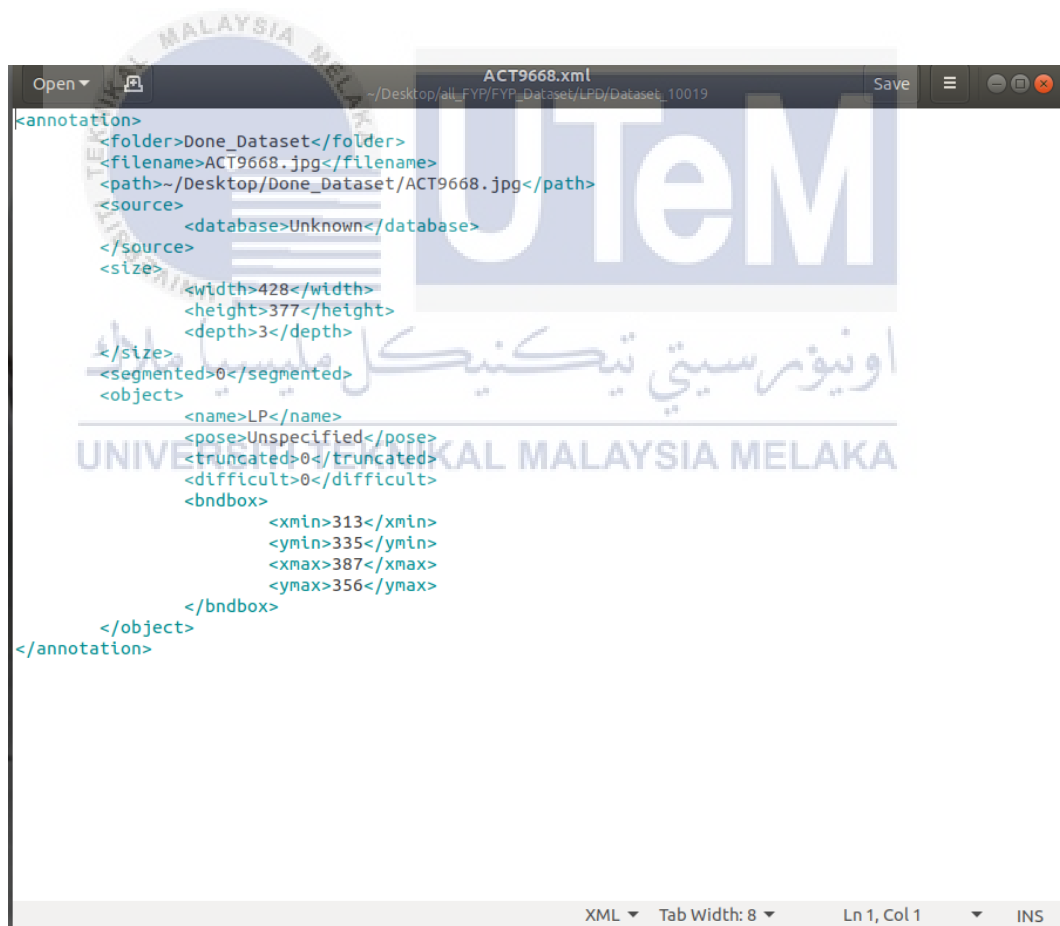 Open
ACT9668.xml
~/Desktop/all_FYP/FYP_Dataset/LPD/Dataset_10019
Save
<annotation>
<folder>Done_Dataset</folder>
<filename>ACT9668.jpg</filename>
<path>~/Desktop/Done_Dataset/ACT9668.jpg</path>
<source>
<database>Unknown</database>
</source>
<size>
<width>428</width>
<height>377</height>
<depth>3</depth>
</size>
<segmented>0</segmented>
<object>
<name>LP</name>
<pose>Unspecified</pose>
<truncated>0</truncated>
<difficult>0</difficult>
<bndbox>
<xmin>313</xmin>
<ymin>335</ymin>
<xmax>387</xmax>
<ymax>356</ymax>
</bndbox>
</object>
</annotation>
XML Tab Width: 8 Ln 1, Col 1 INS
UTeM
اونيۏرسيتي تيكنيكل مليسيا ملاك
UNIVERSITI TEKNIKAL MALAYSIA MELAKA